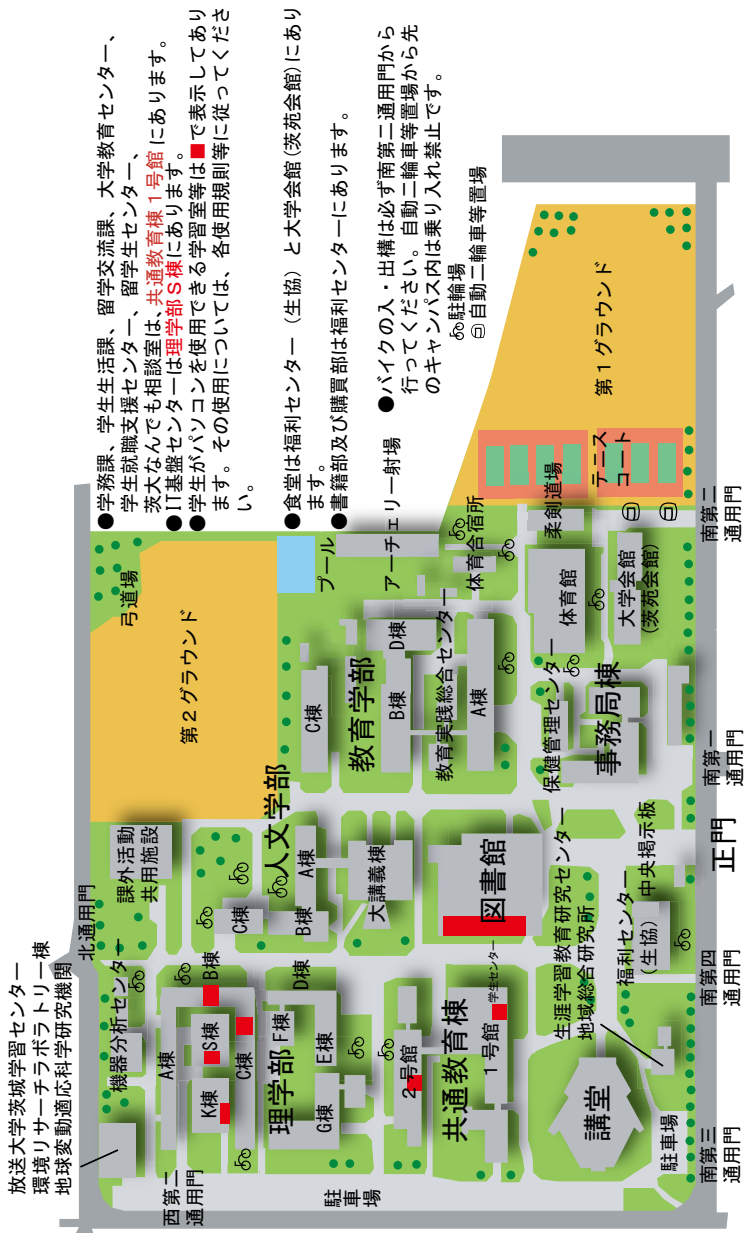 ●学務課、学生生活課、留学交流課、大学教育センター、
学生就職支援センター、留学生センター、
茨大なんでも相談室は、共通教育棟1号館 にあります。
●IT基盤センターは理学部S棟にあります。
●学生がパソコンを使用できる学習室等は■で表示してあり
ます。その使用については、各使用規則等に従ってくださ
い。
●食堂は福利センター（生協）と大学会館(茨苑会館)にあり
ます。
●書籍部及び購買部は福利センターにあります。
●バイクの入・出構は必ず南第二通用門から
行ってください。自動二輪車等置場から先
のキャンパス内は乗り入れ禁止です。
駐輪場
自動二輪車等置場
放送大学茨城学習センター
環境リサーチラボラトリー棟
地球変動適応科学研究機関
北通用門
機器分析センター
課外活動
共用施設
第2グラウンド
弓道場
プール
アーチェリー射場
西第二
通用門
A棟
B棟
S棟
K棟
C棟
D棟
理学部
F棟
E棟
G棟
人文学部
C棟
B棟
A棟
大講義棟
教育学部
C棟
B棟
D棟
教育実践総合センター
A棟
体育合宿所
柔剣道場
体育館
テニス
コート
第1グラウンド
駐車
場
2号館
共通教育棟
1号館
学生センター
図書館
生涯学習教育研究センター
地域総合研究所
保健管理センター
事務局棟
大学会館
(茨苑会館)
講堂
福利センター
(生協)
中央掲示板
駐車場
南第三
通用門
南第四
通用門
正門
南第一
通用門
南第二
通用門